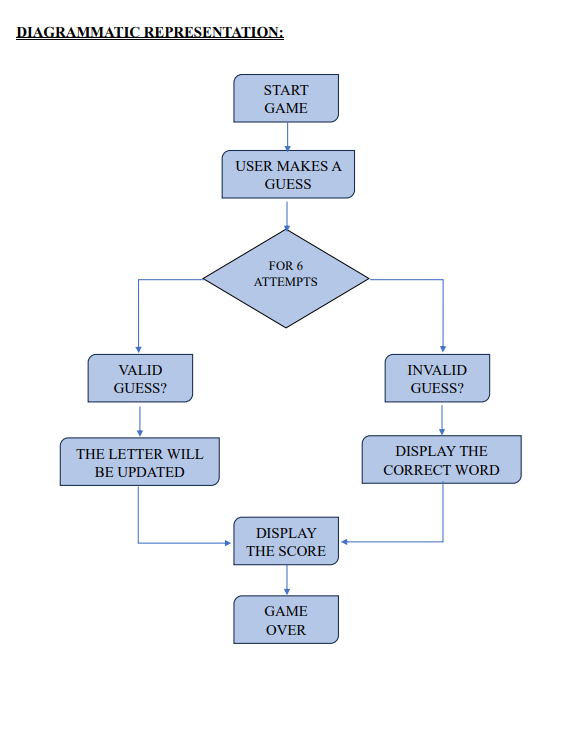 DIAGRAMMATIC REPRESENTATION:
START
GAME
USER MAKES A
GUESS
FOR 6
ATTEMPTS
VALID
GUESS?
INVALID
GUESS?
THE LETTER WILL
BE UPDATED
DISPLAY THE
CORRECT WORD
DISPLAY
THE SCORE
GAME
OVER